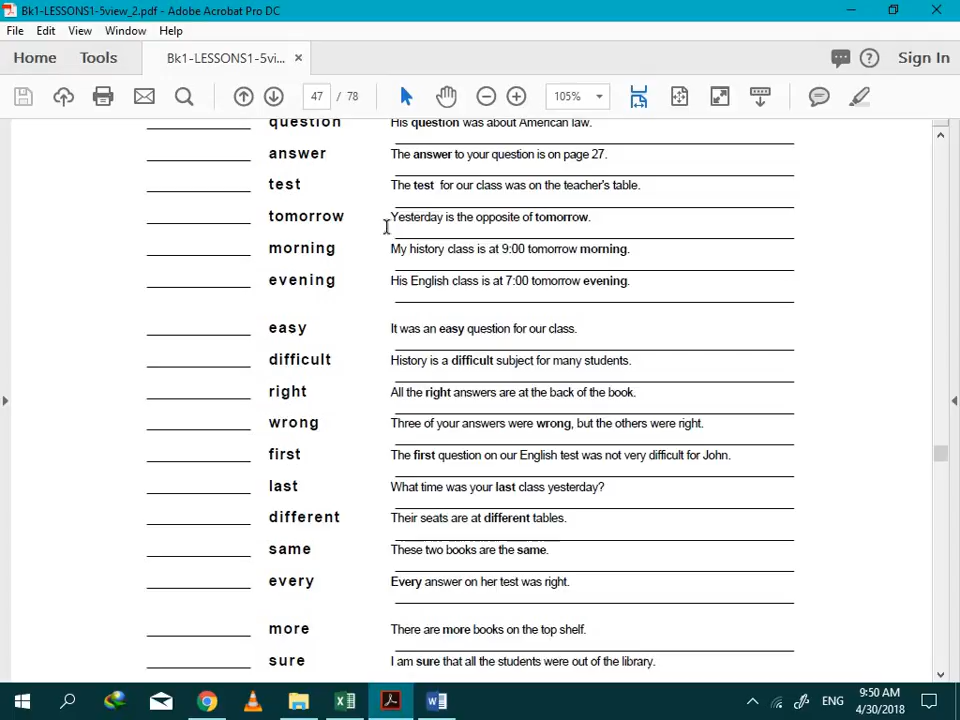 Bk1-LESSONS1-5view_2.pdf - Adobe Acrobat Pro DC
File Edit View Window Help
Home Tools Bk1-LESSONS1-5vi... × Sign In
47 / 78 105%
question His question was about American law.
answer The answer to your question is on page 27.
test The test for our class was on the teacher's table.
tomorrow Yesterday is the opposite of tomorrow.
morning My history class is at 9:00 tomorrow morning.
evening His English class is at 7:00 tomorrow evening.
easy It was an easy question for our class.
difficult History is a difficult subject for many students.
right All the right answers are at the back of the book.
wrong Three of your answers were wrong, but the others were right.
first The first question on our English test was not very difficult for John.
last What time was your last class yesterday?
different Their seats are at different tables.
same These two books are the same.
every Every answer on her test was right.
more There are more books on the top shelf.
sure I am sure that all the students were out of the library.
ENG 9:50 AM
4/30/2018